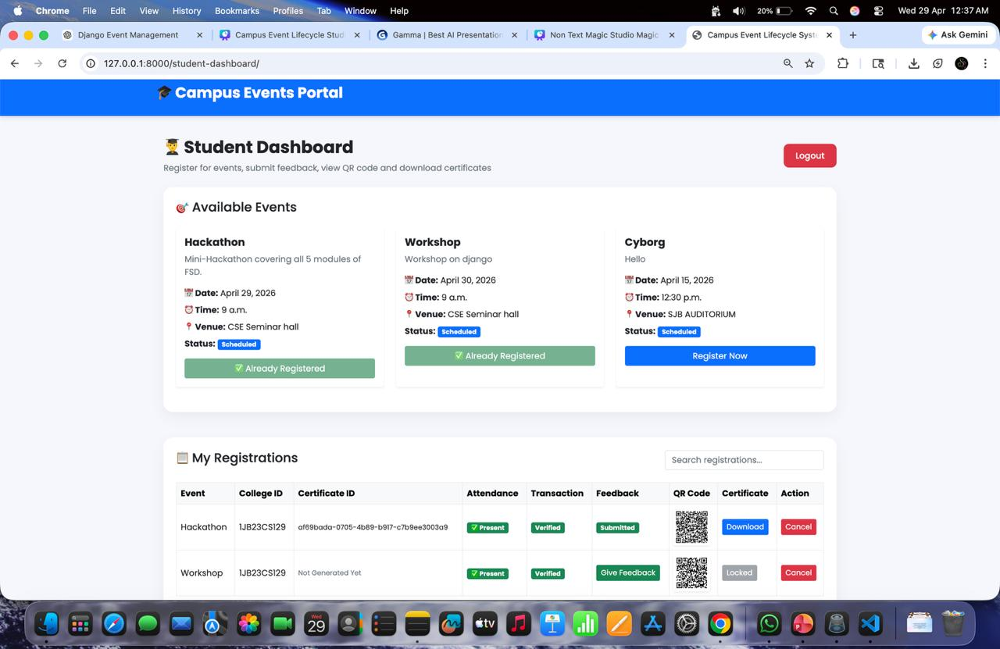 Chrome File Edit View History Bookmarks Profiles Tab Window Help 20% Wed 29 Apr 12:37 AM
Django Event Management
Campus Event Lifecycle Stud
Gamma | Best AI Presentation
Non Text Magic Studio Magic
Campus Event Lifecycle Syste
Ask Gemini
127.0.0.1:8000/student-dashboard/
Campus Events Portal
Student Dashboard
Register for events, submit feedback, view QR code and download certificates
Logout
Available Events
Hackathon
Mini-Hackathon covering all 5 modules of
FSD.
Date: April 29, 2026
Time: 9 a.m.
Venue: CSE Seminar hall
Status: Scheduled
Already Registered
Workshop
Workshop on django
Date: April 30, 2026
Time: 9 a.m.
Venue: CSE Seminar hall
Status: Scheduled
Already Registered
Cyborg
Hello
Date: April 15, 2026
Time: 12:30 p.m.
Venue: SJB AUDITORIUM
Status: Scheduled
Register Now
My Registrations
Search registrations...
Event College ID Certificate ID Attendance Transaction Feedback QR Code Certificate Action
Hackathon 1JB23CS129 af69bada-0705-4b89-b917-c7b9ee3003a9 Present Verified Submitted Download Cancel
Workshop 1JB23CS129 Not Generated Yet Present Verified Give Feedback Locked Cancel
Wed
29
tv